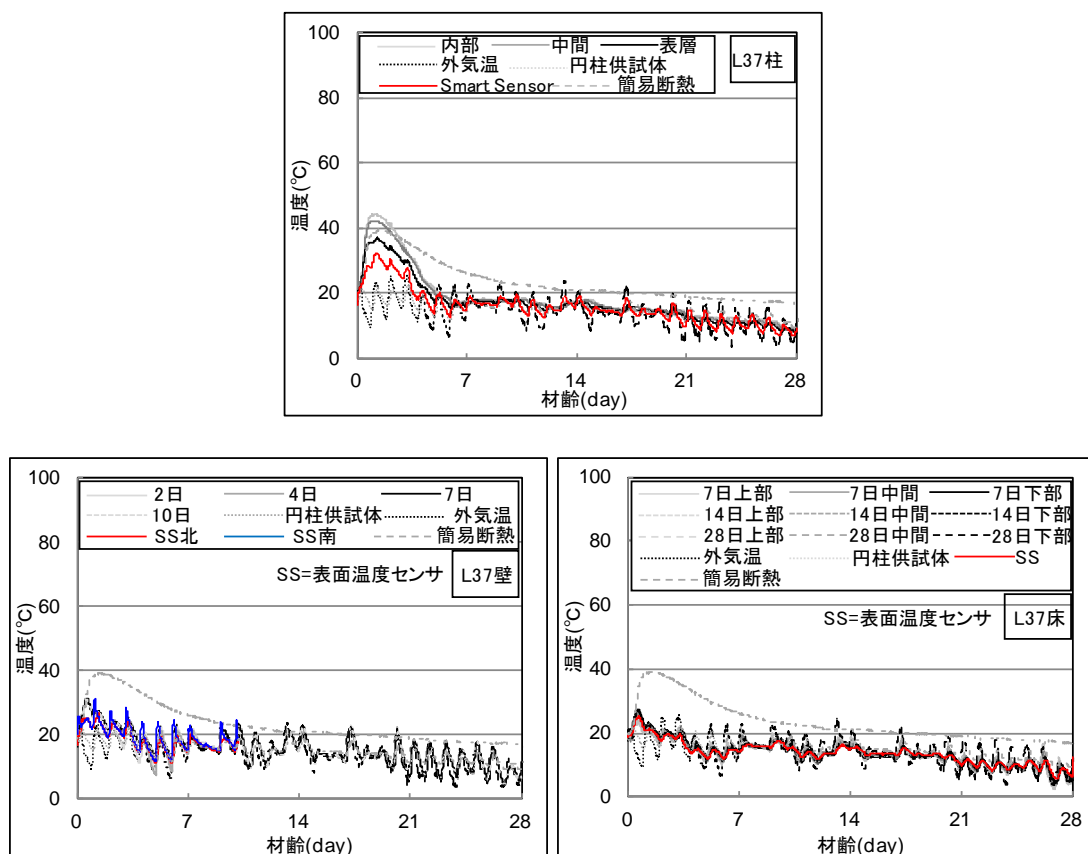 100
80
60
40
20
0
温度(℃)
内部 中間 表層
外気温 円柱供試体
Smart Sensor 簡易断熱
L37柱
0 7 14 21 28
材齢(day)
100
80
60
40
20
0
温度(℃)
2日 4日 7日
10日 円柱供試体 外気温
SS北 SS南 簡易断熱
SS=表面温度センサ L37壁
0 7 14 21 28
材齢(day)
100
80
60
40
20
0
温度(℃)
7日上部 7日中間 7日下部
14日上部 14日中間 14日下部
28日上部 28日中間 28日下部
外気温 円柱供試体 SS
簡易断熱
SS=表面温度センサ L37床
0 7 14 21 28
材齢(day)